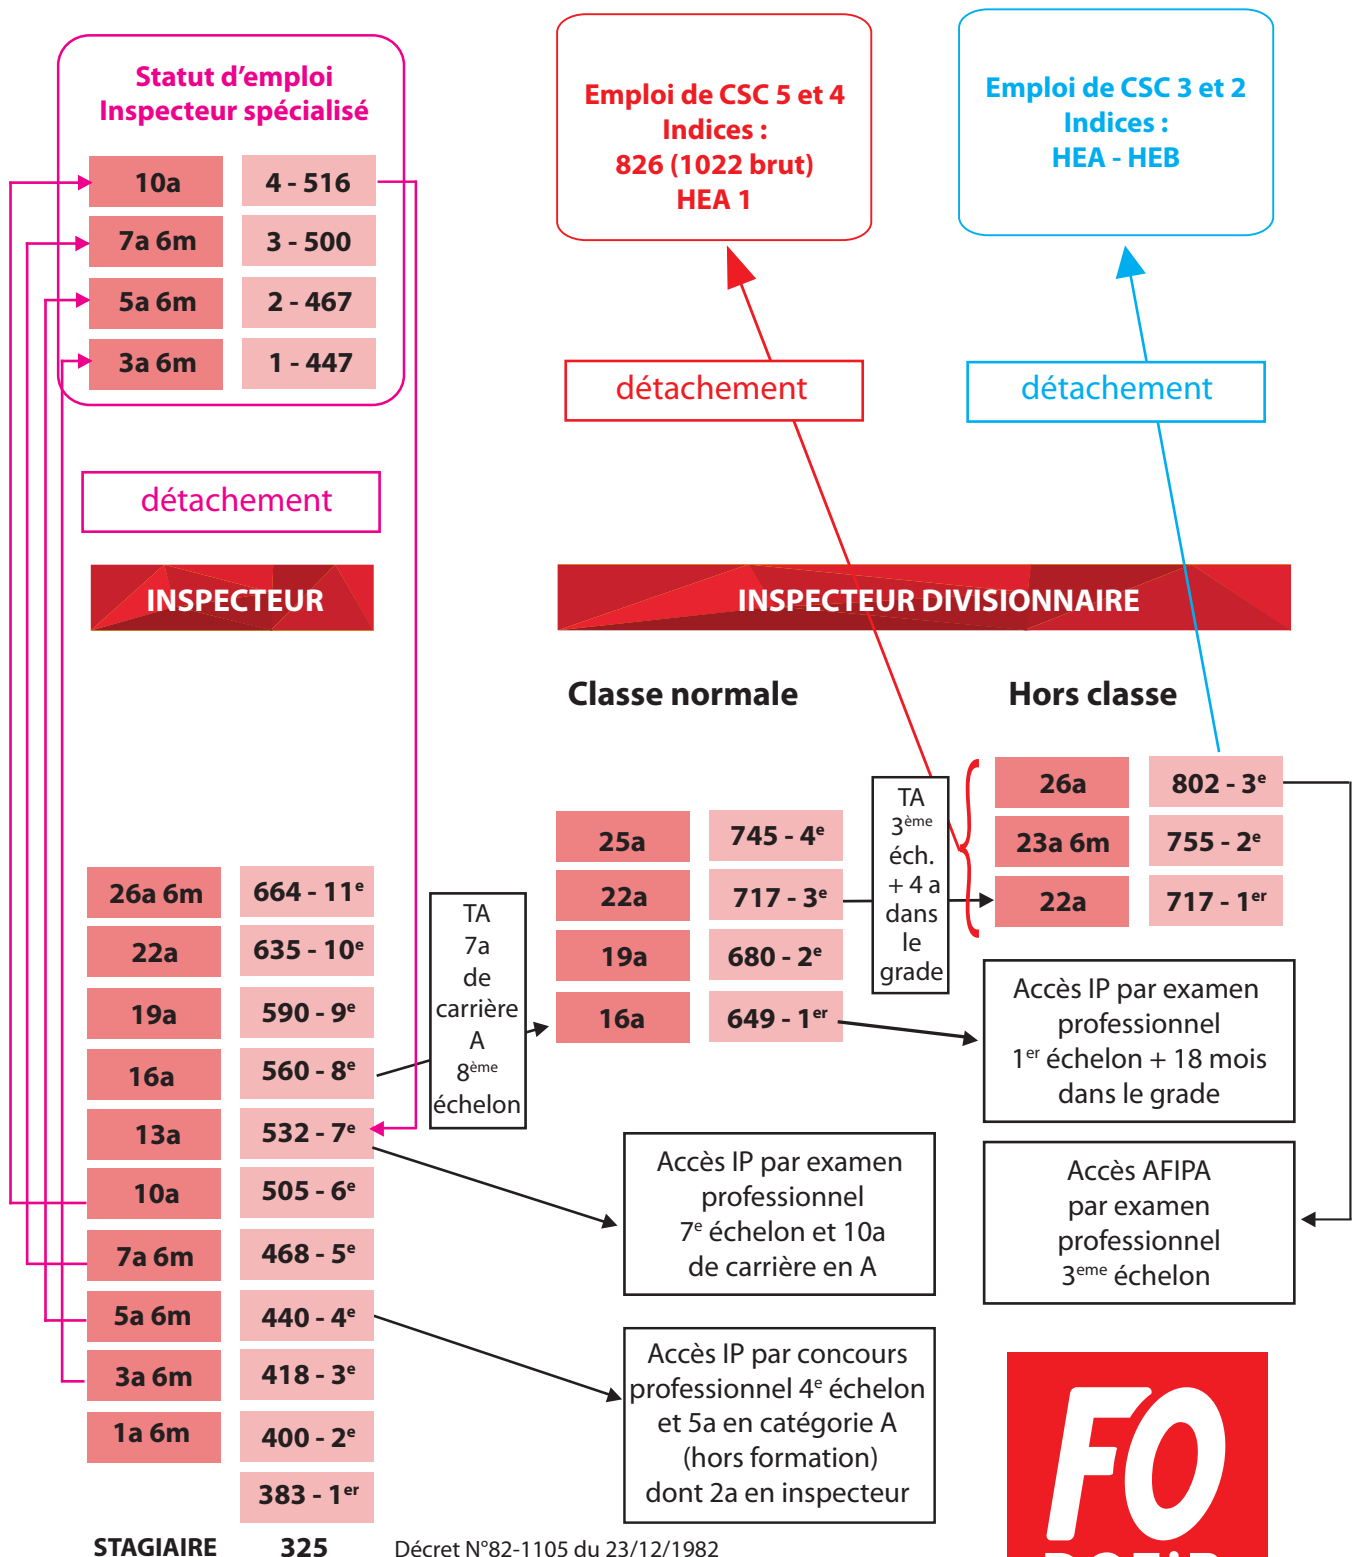 Statut d’emploi
Inspecteur spécialisé
10a 4 - 516
7a 6m 3 - 500
5a 6m 2 - 467
3a 6m 1 - 447
détachement
Emploi de CSC 5 et 4
Indices :
826 (1022 brut)
HEA 1
Emploi de CSC 3 et 2
Indices :
HEA - HEB
détachement
détachement
INSPECTEUR
INSPECTEUR DIVISIONNAIRE
Classe normale
Hors classe
26a 6m 664 - 11e
22a 635 - 10e
19a 590 - 9e
16a 560 - 8e
13a 532 - 7e
10a 505 - 6e
7a 6m 468 - 5e
5a 6m 440 - 4e
3a 6m 418 - 3e
1a 6m 400 - 2e
383 - 1er
STAGIAIRE 325
TA
7a
de
carrière
A
8ème
échelon
25a 745 - 4e
22a 717 - 3e
19a 680 - 2e
16a 649 - 1er
TA
3ème
éch.
+ 4 a
dans
le
grade
26a 802 - 3e
23a 6m 755 - 2e
22a 717 - 1er
Accès IP par examen
professionnel
1er échelon + 18 mois
dans le grade
Accès IP par examen
professionnel
7e échelon et 10a
de carrière en A
Accès AFIPA
par examen
professionnel
3eme échelon
Accès IP par concours
professionnel 4e échelon
et 5a en catégorie A
(hors formation)
dont 2a en inspecteur
Décret N°82-1105 du 23/12/1982
FO
DGFiP